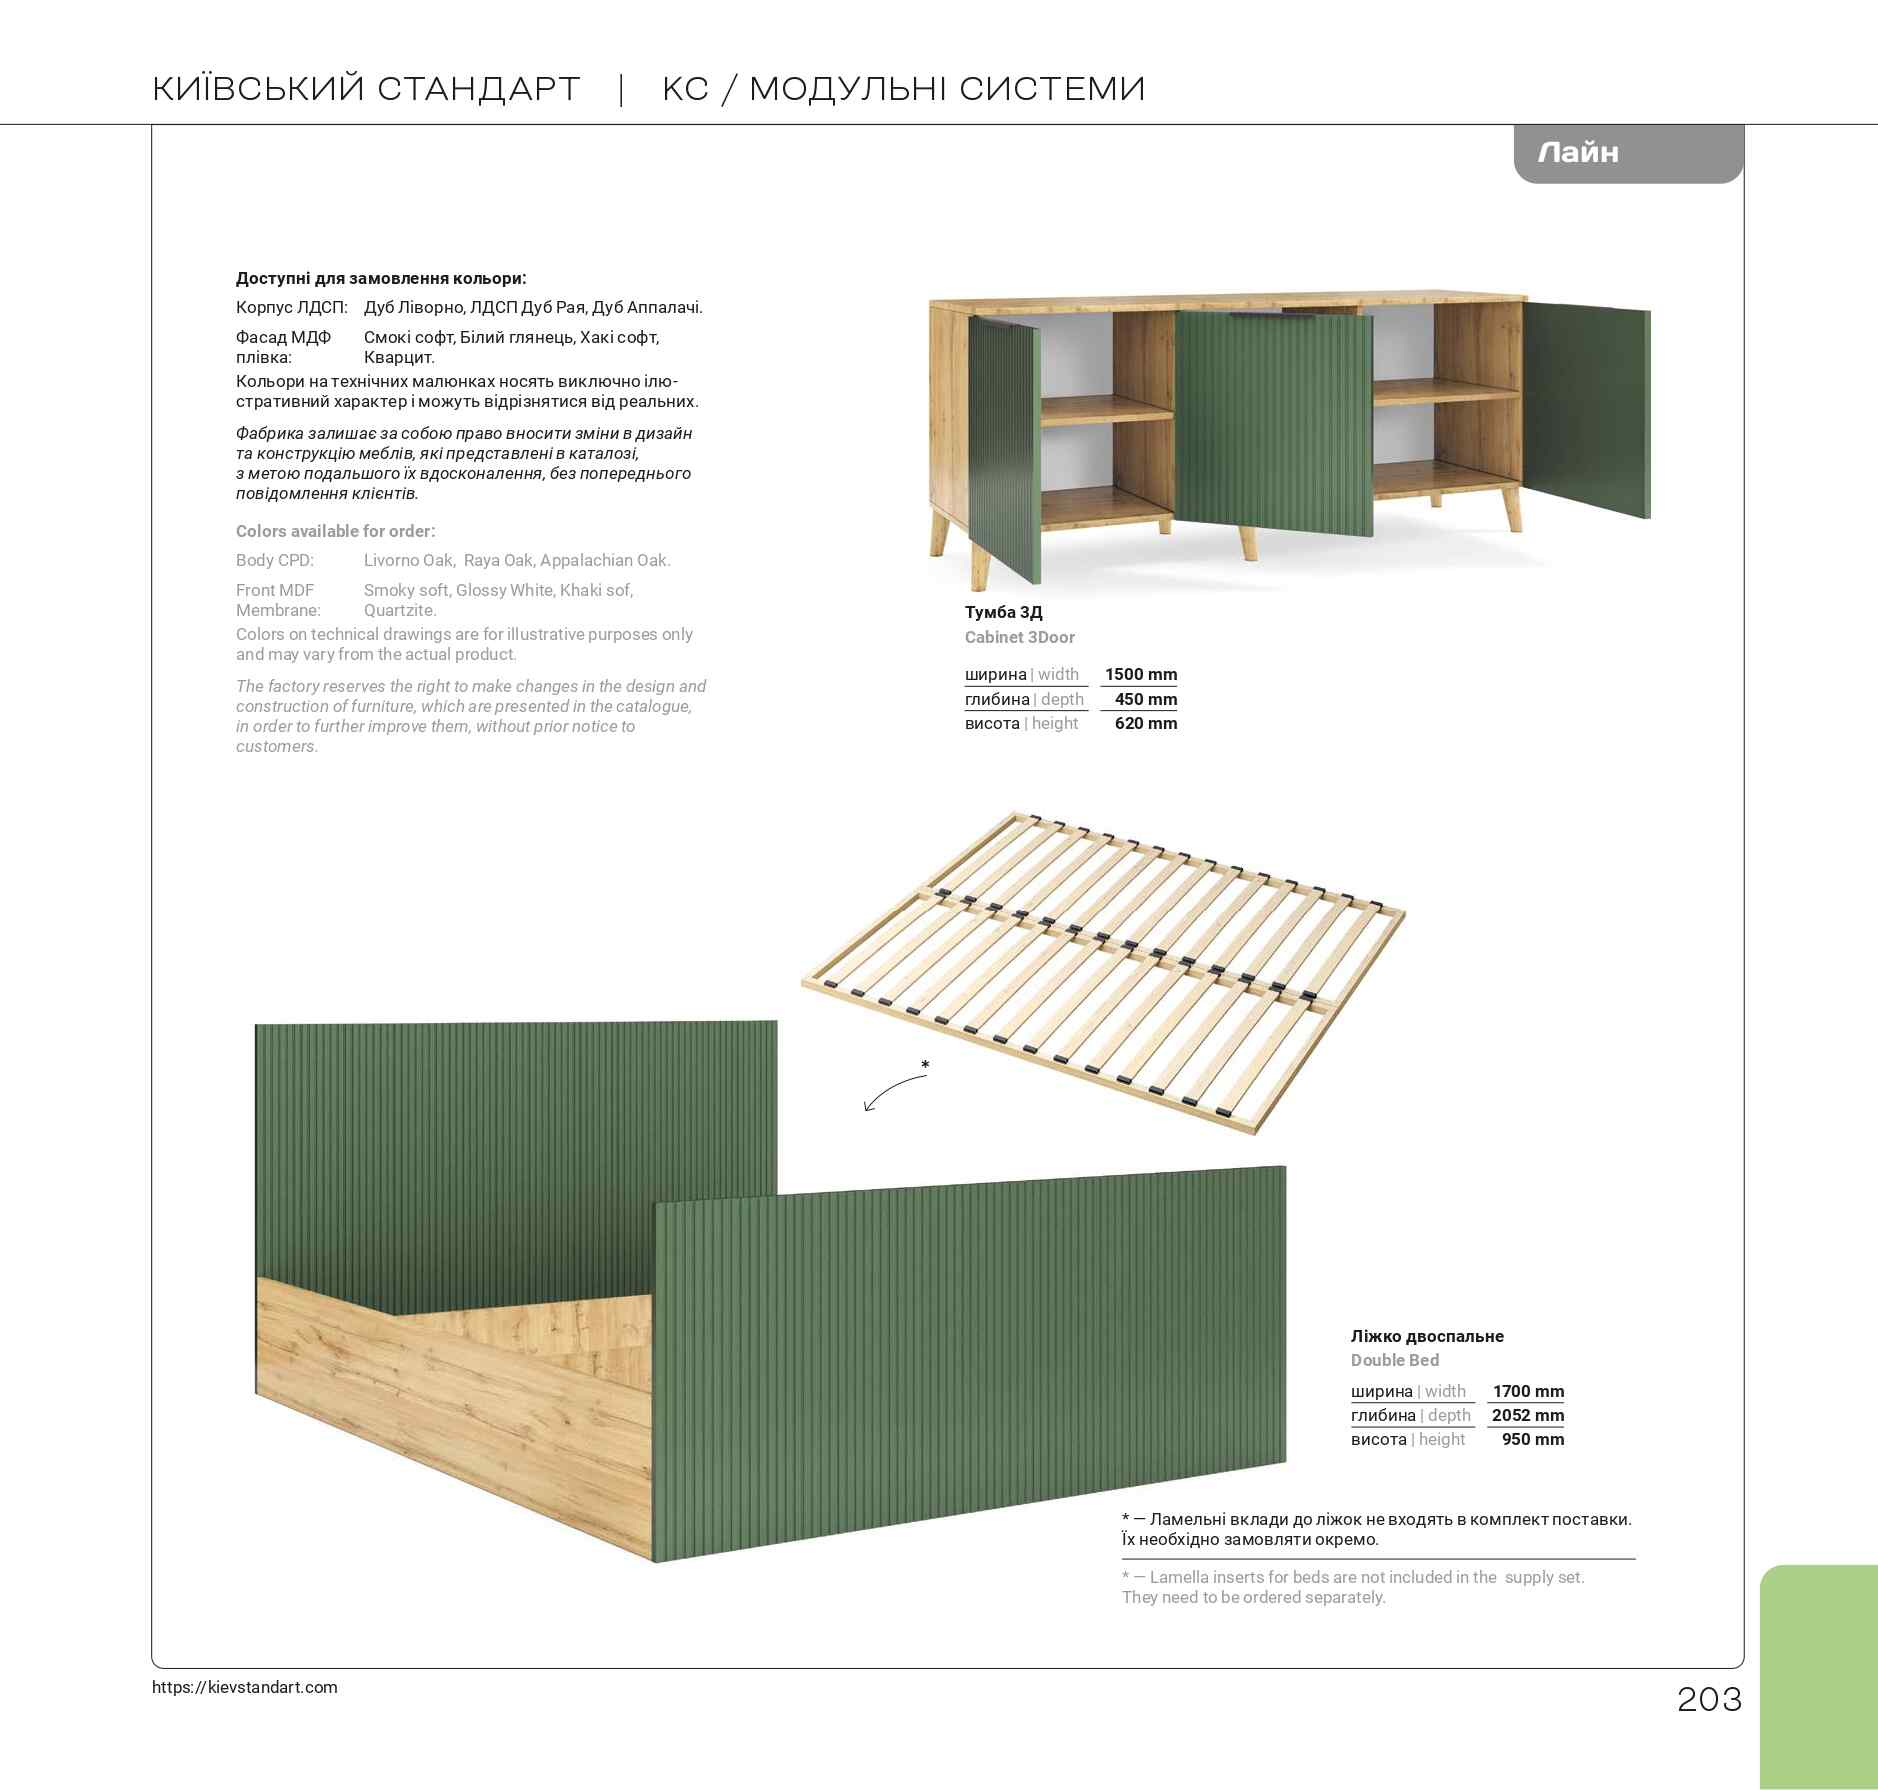 КИЇВСЬКИЙ СТАНДАРТ | КС / МОДУЛЬНІ СИСТЕМИ
Лайн
Доступні для замовлення кольори:
Корпус ЛДСП: Дуб Ліворно, ЛДСП Дуб Рая, Дуб Аппалачі.
Фасад МДФ Смокі софт, Білий глянець, Хакі софт,
плівка: Кварцит.
Кольори на технічних малюнках носять виключно ілю-
стративний характер і можуть відрізнятися від реальних.
Фабрика залишає за собою право вносити зміни в дизайн
та конструкцію меблів, які представлені в каталозі,
з метою подальшого їх вдосконалення, без попереднього
повідомлення клієнтів.
Colors available for order:
Body CPD: Livorno Oak, Raya Oak, Appalachian Oak.
Front MDF Smoky soft, Glossy White, Khaki sof,
Membrane: Quartzite.
Colors on technical drawings are for illustrative purposes only
and may vary from the actual product.
The factory reserves the right to make changes in the design and
construction of furniture, which are presented in the catalogue,
in order to further improve them, without prior notice to
customers.
Тумба 3Д
Cabinet 3Door
ширина | width 1500 mm
глибина | depth 450 mm
висота | height 620 mm
*
Ліжко двоспальне
Double Bed
ширина | width 1700 mm
глибина | depth 2052 mm
висота | height 950 mm
* — Ламельні вклади до ліжок не входять в комплект поставки.
Їх необхідно замовляти окремо.
* — Lamella inserts for beds are not included in the supply set.
They need to be ordered separately.
https://kievstandart.com
203